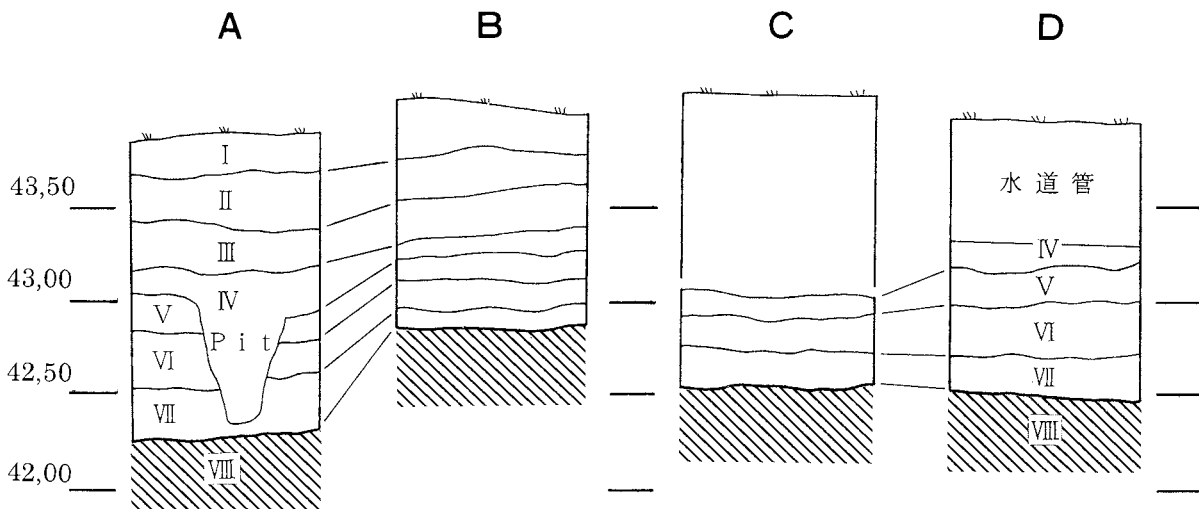 A B C D
I
43,50
II
水道管
III
IV
43,00
IV
V
V
Pit
VI
VI
42,50
VII
VII
VIII
VIII
42,00